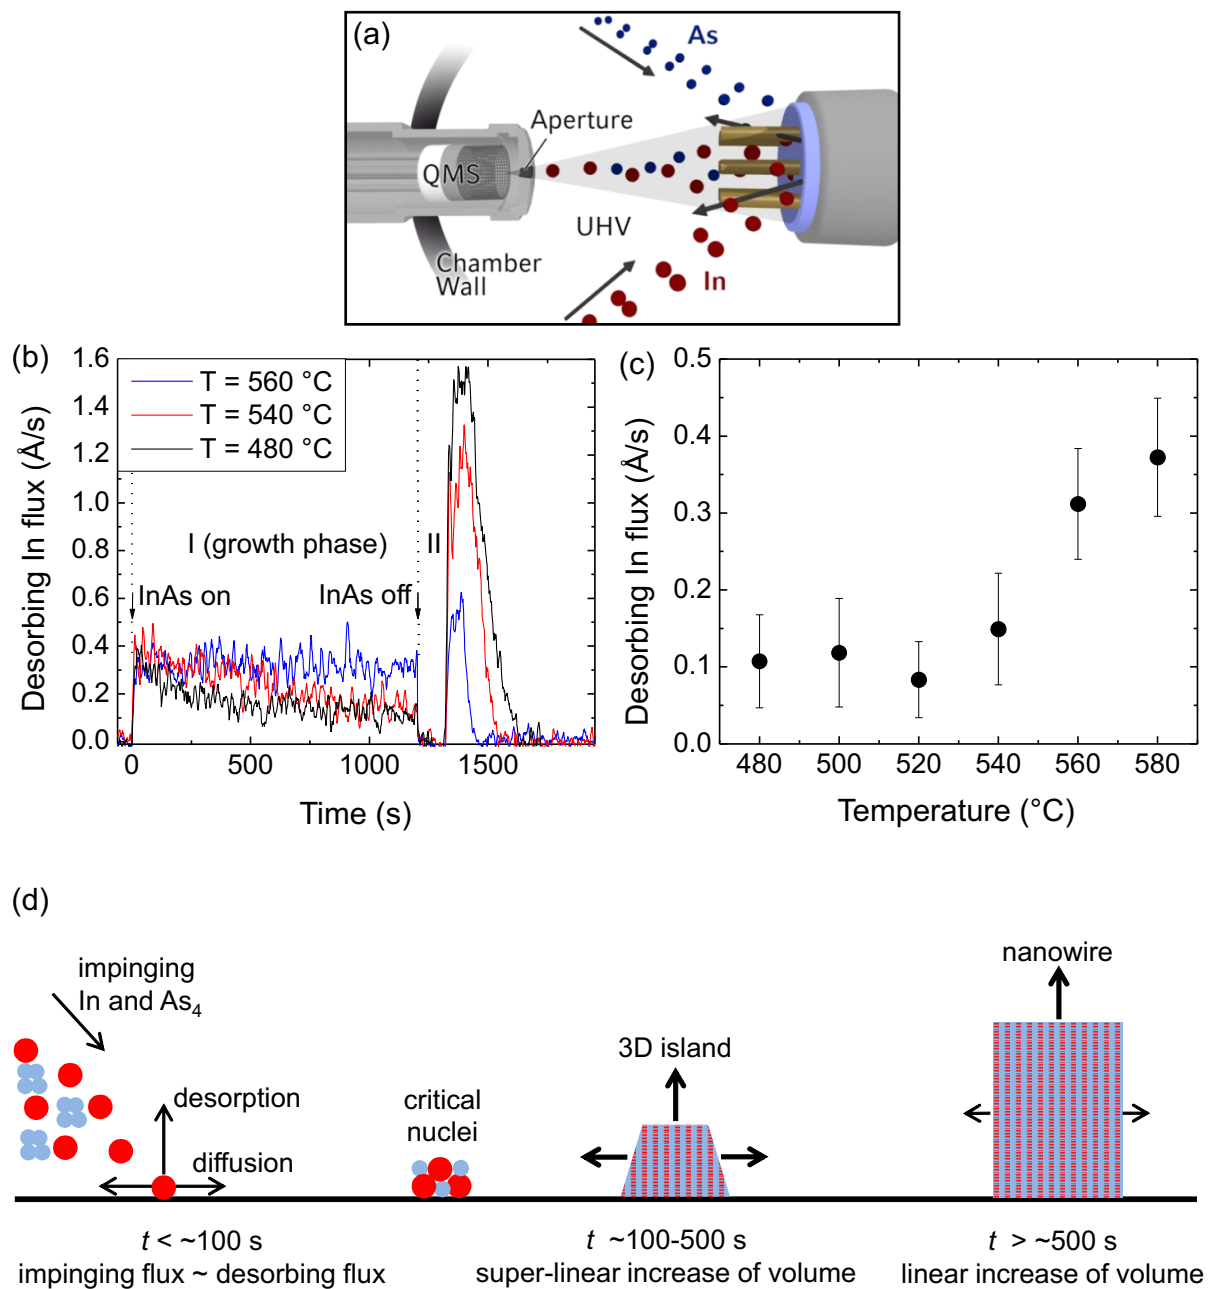 (a)
As
Aperture
QMS
UHV
Chamber
Wall
In
(b)
Desorbing In flux (Å/s)
1.6
1.4
1.2
1.0
0.8
0.6
0.4
0.2
0.0
T = 560 °C
T = 540 °C
T = 480 °C
I (growth phase)
II
InAs on
InAs off
0
500
1000
1500
Time (s)
(c)
Desorbing In flux (Å/s)
0.5
0.4
0.3
0.2
0.1
0.0
480
500
520
540
560
580
Temperature (°C)
(d)
impinging
In and As₄
desorption
diffusion
critical
nuclei
3D island
nanowire
t < ~100 s
impinging flux ~ desorbing flux
t ~100-500 s
super-linear increase of volume
t > ~500 s
linear increase of volume